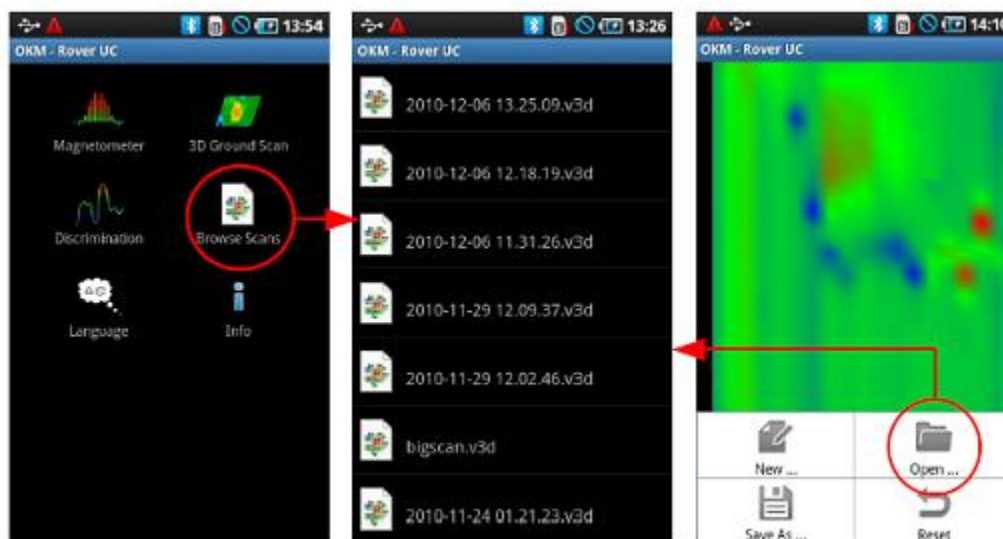 13:54
OKM - Rover UC
Magnetometer
3D Ground Scan
Discrimination
Browse Scans
Language
Info
13:26
OKM - Rover UC
2010-12-06 13.25.09.v3d
2010-12-06 12.18.19.v3d
2010-12-06 11.31.26.v3d
2010-11-29 12.09.37.v3d
2010-11-29 12.02.46.v3d
bigscan.v3d
2010-11-24 01.21.23.v3d
14:10
OKM - Rover UC
New ...
Open ...
Save As ...
Reset